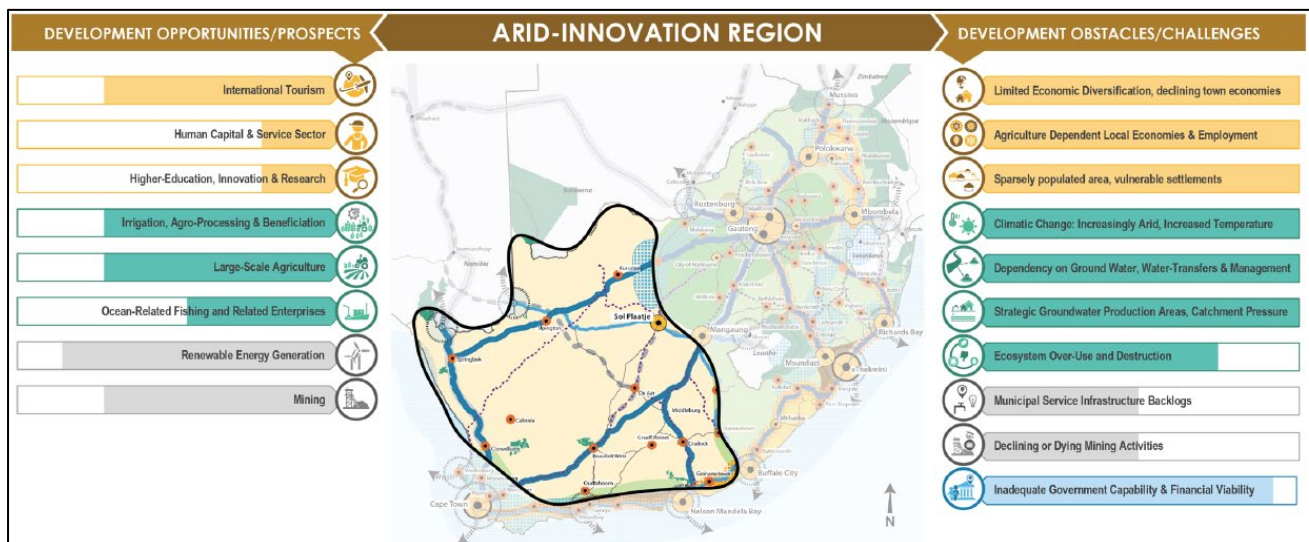 DEVELOPMENT OPPORTUNITIES/PROSPECTS
ARID-INNOVATION REGION
DEVELOPMENT OBSTACLES/CHALLENGES
International Tourism
Human Capital & Service Sector
Higher-Education, Innovation & Research
Irrigation, Agro-Processing & Beneficiation
Large-Scale Agriculture
Ocean-Related Fishing and Related Enterprises
Renewable Energy Generation
Mining
Zimbabwe
Musina
Mozambique
Polokwane
Botswana
Rustenburg
Mbombela
Gauteng
Namibia
Kuruman
Sol Plaatje
Upington
Mangaung
Lesotho
Richards Bay
Springbok
Msunduzi
eThekwini
De Aar
Middelburg
Calvinia
Graaff-Reinet
Cradock
Beaufort West
Grahamstown
Buffalo City
Oudtshoorn
Cape Town
Nelson Mandela Bay
N
Limited Economic Diversification, declining town economies
Agriculture Dependent Local Economies & Employment
Sparsely populated area, vulnerable settlements
Climatic Change: Increasingly Arid, Increased Temperature
Dependency on Ground Water, Water-Transfers & Management
Strategic Groundwater Production Areas, Catchment Pressure
Ecosystem Over-Use and Destruction
Municipal Service Infrastructure Backlogs
Declining or Dying Mining Activities
Inadequate Government Capability & Financial Viability